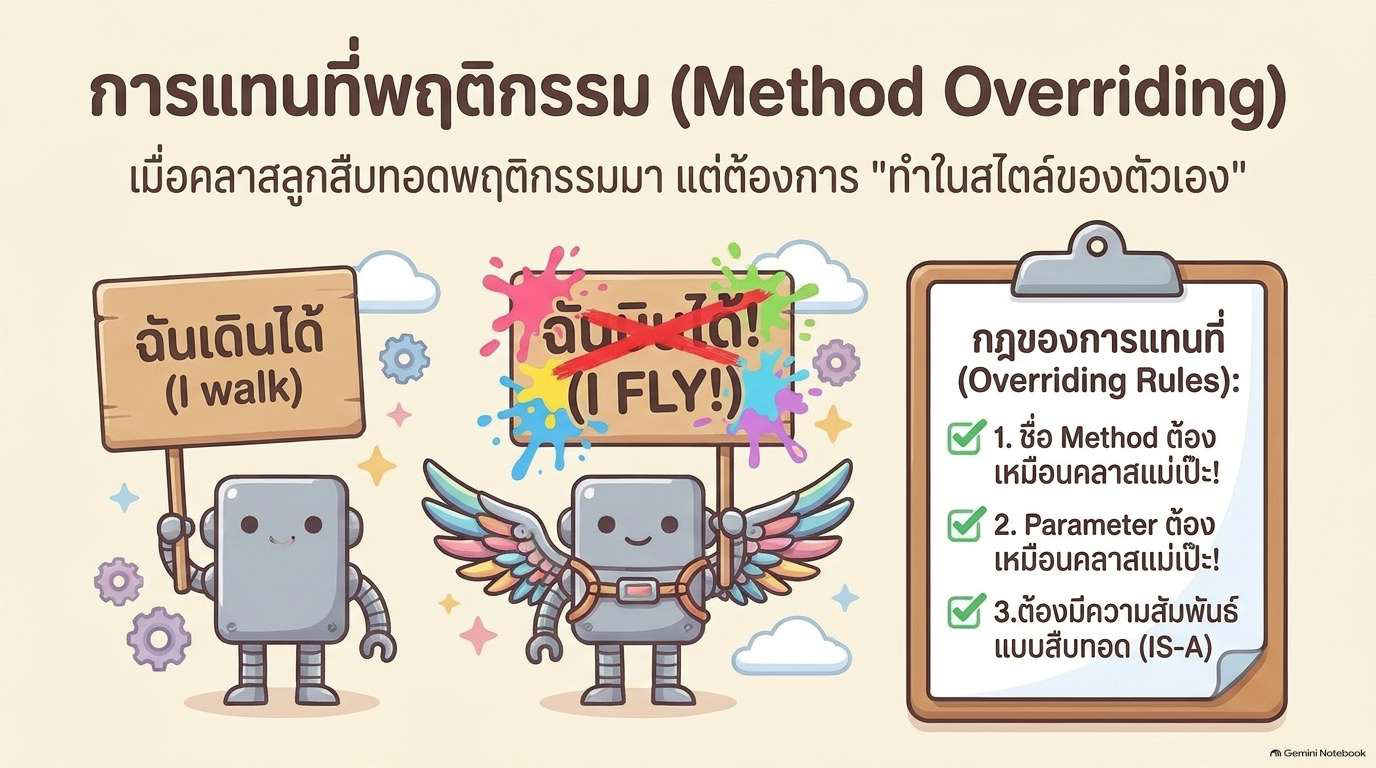 การแทนที่พฤติกรรม (Method Overriding)
เมื่อคลาสลูกสืบทอดพฤติกรรมมา แต่ต้องการ "ทำในสไตล์ของตัวเอง"
ฉันเดินได้
(I walk)
ฉันบินได้!
(I FLY!)
กฎของการแทนที่
(Overriding Rules):
1. ชื่อ Method ต้อง
เหมือนคลาสแม่เป๊ะ!
2. Parameter ต้อง
เหมือนคลาสแม่เป๊ะ!
3.ต้องมีความสัมพันธ์
แบบสืบทอด (IS-A)
Gemini Notebook